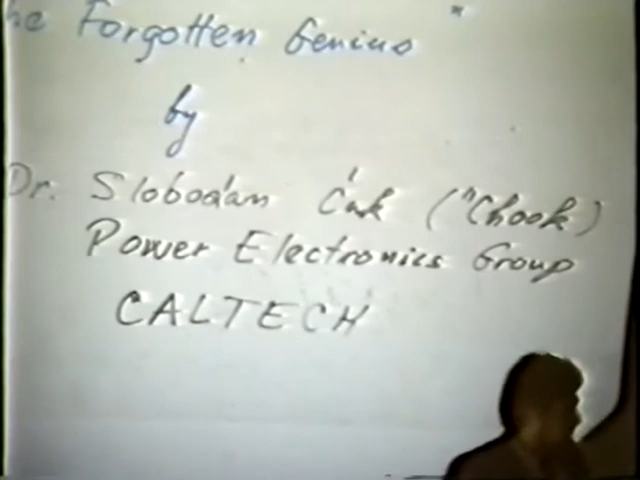 he Forgotten Genius"
by
Dr. Slobodan Ćuk ("Chook)
Power Electronics Group
CALTECH